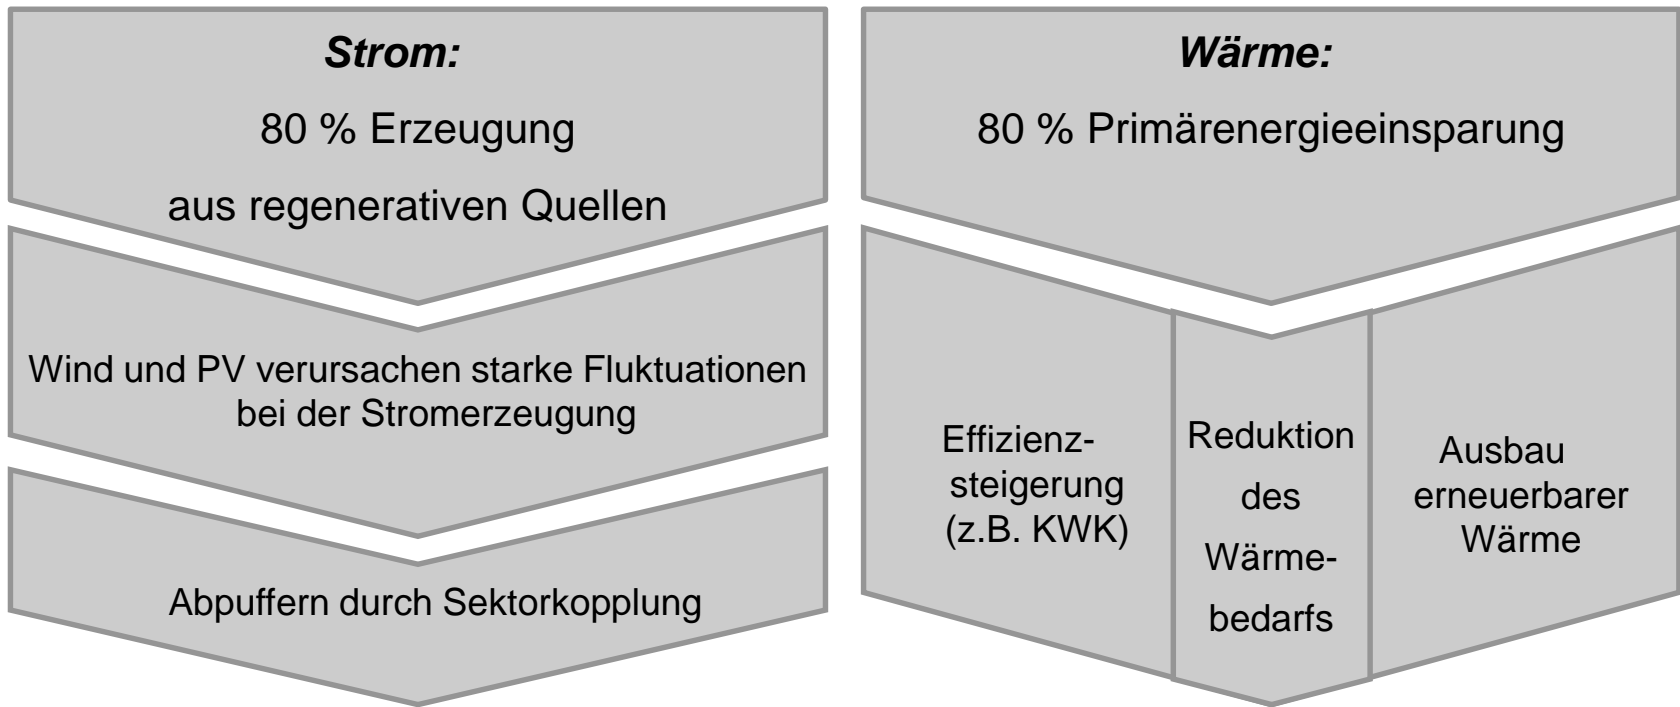 Strom:
80 % Erzeugung
aus regenerativen Quellen
Wind und PV verursachen starke Fluktuationen
bei der Stromerzeugung
Abpuffern durch Sektorkopplung
Wärme:
80 % Primärenergieeinsparung
Effizienz-
steigerung
(z.B. KWK)
Reduktion
des
Wärme-
bedarfs
Ausbau
erneuerbarer
Wärme